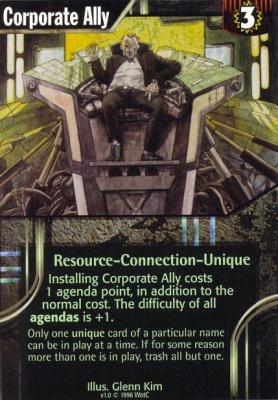 Corporate Ally
3
Resource-Connection-Unique
Installing Corporate Ally costs
1 agenda point, in addition to the
normal cost. The difficulty of all
agendas is +1.
Only one unique card of a particular name
can be in play at a time. If for some reason
more than one is in play, trash all but one.
Illus. Glenn Kim
v1.0 © 1996 WotC